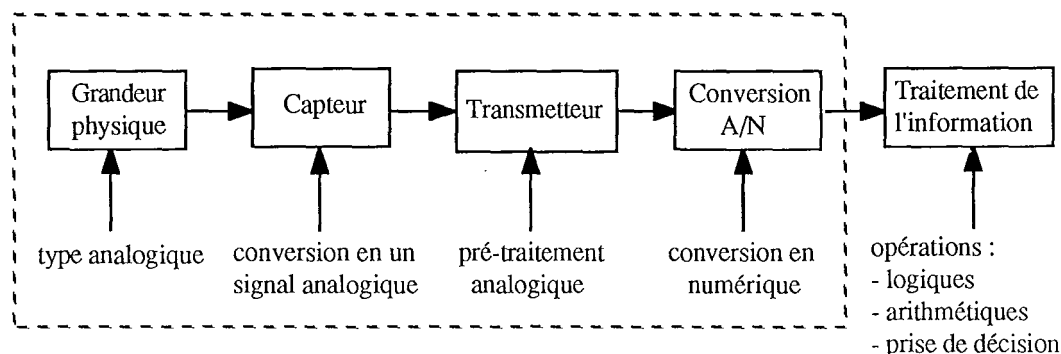 Grandeur
physique
Capteur
Transmetteur
Conversion
A/N
Traitement de
l'information
type analogique
conversion en un
signal analogique
pré-traitement
analogique
conversion en
numérique
opérations :
- logiques
- arithmétiques
- prise de décision